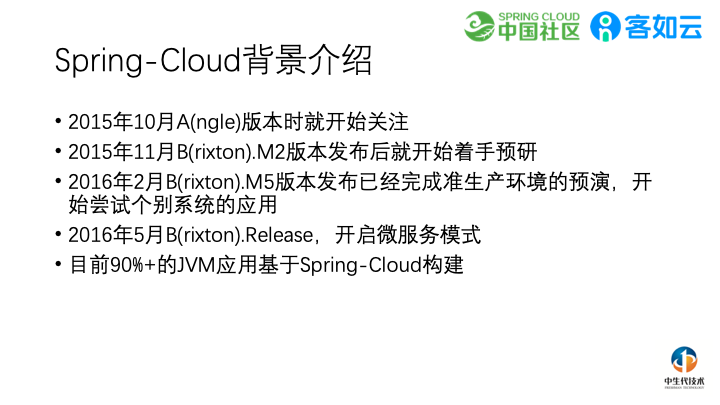 SPRING CLOUD
中国社区
客如云
Spring-Cloud背景介绍
• 2015年10月A(ngle)版本时就开始关注
• 2015年11月B(rixton).M2版本发布后就开始着手预研
• 2016年2月B(rixton).M5版本发布已经完成准生产环境的预演，开
始尝试个别系统的应用
• 2016年5月B(rixton).Release，开启微服务模式
• 目前90%+的JVM应用基于Spring-Cloud构建
中生代技术